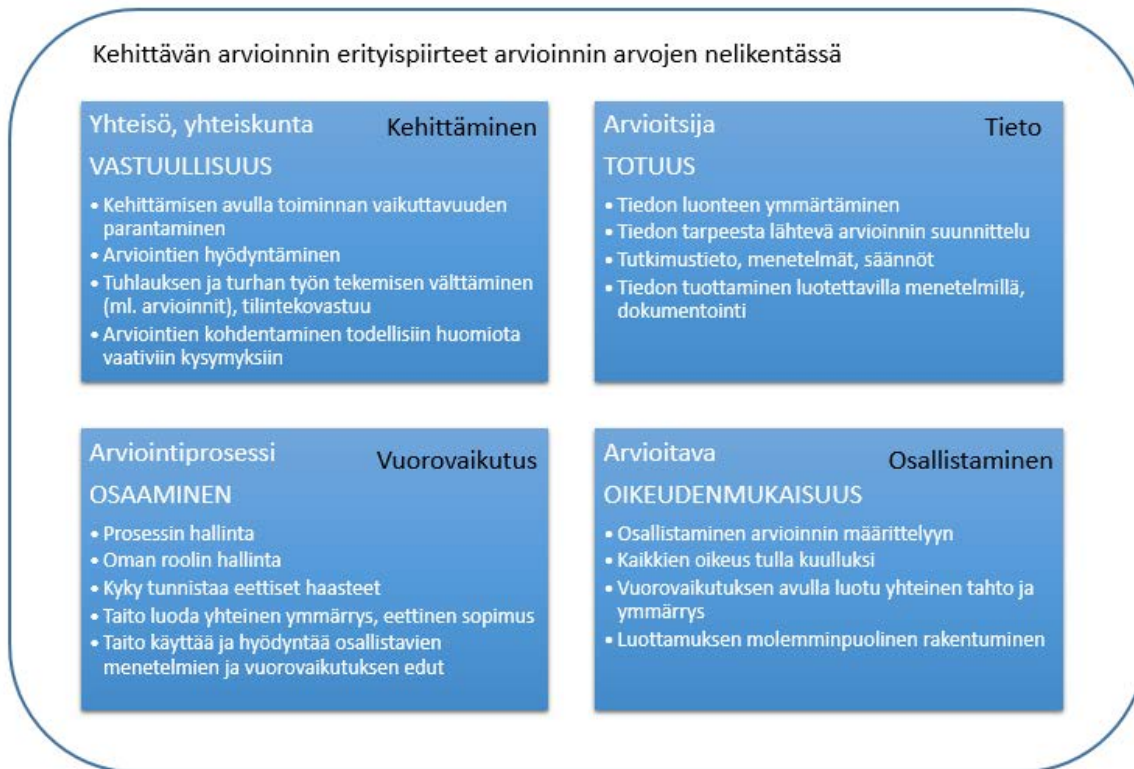 Kehittävän arvioinnin erityispiirteet arvioinnin arvojen nelikentässä
Yhteisö, yhteiskunta
Kehittäminen
VASTUULLISUUS
• Kehittämisen avulla toiminnan vaikuttavuuden
parantaminen
• Arviointien hyödyntäminen
• Tuhlauksen ja turhan työn tekemisen välttäminen
(ml. arvioinnit), tilintekovastuu
• Arviointien kohdentaminen todellisiin huomiota
vaativiin kysymyksiin
Arvioitsija
Tieto
TOTUUS
• Tiedon luonteen ymmärtäminen
• Tiedon tarpeesta lähtevä arvioinnin suunnittelu
• Tutkimustieto, menetelmät, säännöt
• Tiedon tuottaminen luotettavilla menetelmillä,
dokumentointi
Arviointiprosessi
Vuorovaikutus
OSAAMINEN
• Prosessin hallinta
• Oman roolin hallinta
• Kyky tunnistaa eettiset haasteet
• Taito luoda yhteinen ymmärrys, eettinen sopimus
• Taito käyttää ja hyödyntää osallistavien
menetelmien ja vuorovaikutuksen edut
Arvioitava
Osallistaminen
OIKEUDENMUKAISUUS
• Osallistaminen arvioinnin määrittelyyn
• Kaikkien oikeus tulla kuulluksi
• Vuorovaikutuksen avulla luotu yhteinen tahto ja
ymmärrys
• Luottamuksen molemminpuolinen rakentuminen